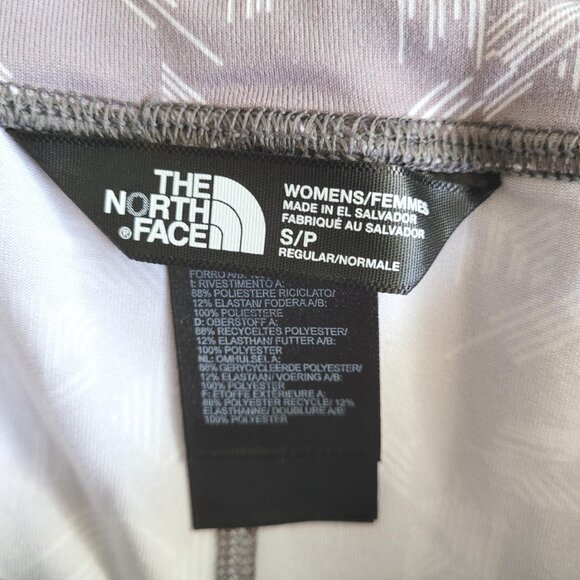 THE
NORTH
® FACE
WOMENS/FEMMES
MADE IN EL SALVADOR
FABRIQUÉ AU SALVADOR
S/P
REGULAR/NORMALE
FORRO A/B:
I: RIVESTIMENTO A:
88% POLIESTERE RICICLATO/
12% ELASTAN/ FODERA A/B:
100% POLIESTERE
D: OBERSTOFF A:
88% RECYCELTES POLYESTER/
12% ELASTHAN/ FUTTER A/B:
100% POLYESTER
NL: OMHULSEL A:
88% GERYCYCLEERDE POLYESTER/
12% ELASTAAN/ VOERING A/B:
100% POLYESTER
F: ÉTOFFE EXTÉRIEURE A:
88% POLYESTER RECYCLE/ 12%
ELASTHANNE/ DOUBLURE A/B:
100% POLYESTER